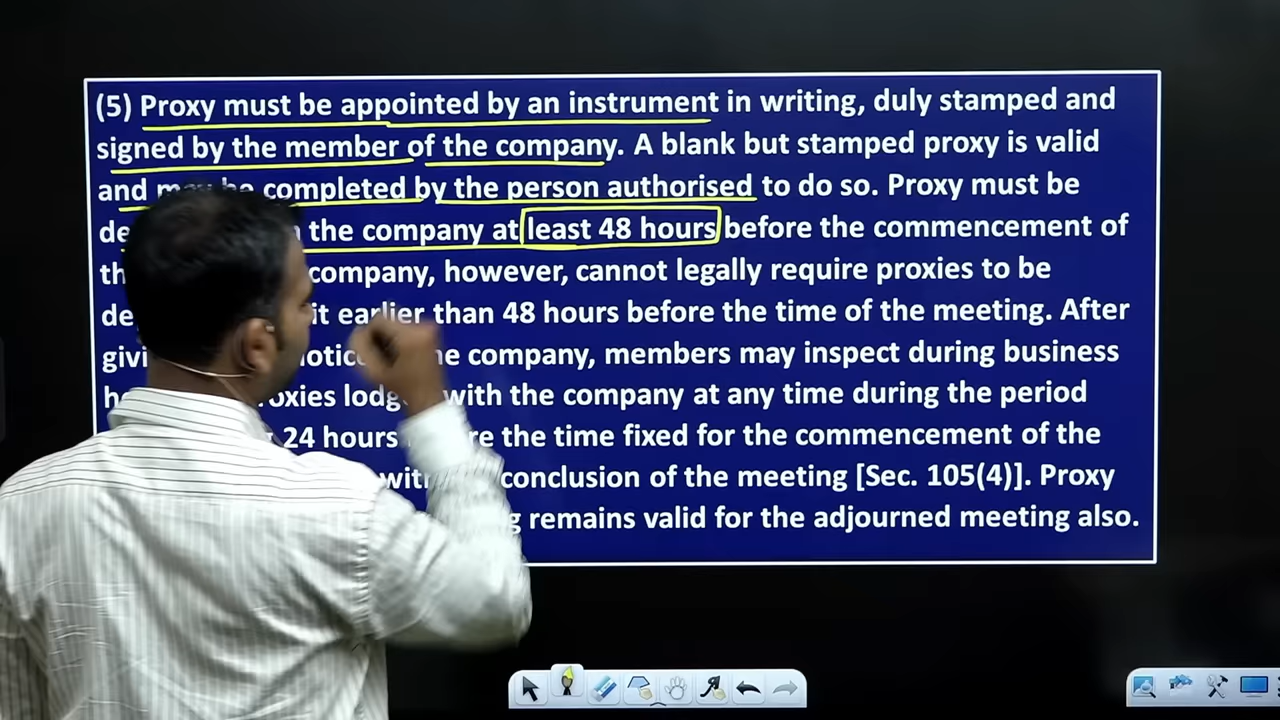 (5) Proxy must be appointed by an instrument in writing, duly stamped and
signed by the member of the company. A blank but stamped proxy is valid
and may be completed by the person authorised to do so. Proxy must be
the company at least 48 hours before the commencement of
company, however, cannot legally require proxies to be
it earlier than 48 hours before the time of the meeting. After
company, members may inspect during business
with the company at any time during the period
24 hours the time fixed for the commencement of the
conclusion of the meeting [Sec. 105(4)]. Proxy
remains valid for the adjourned meeting also.